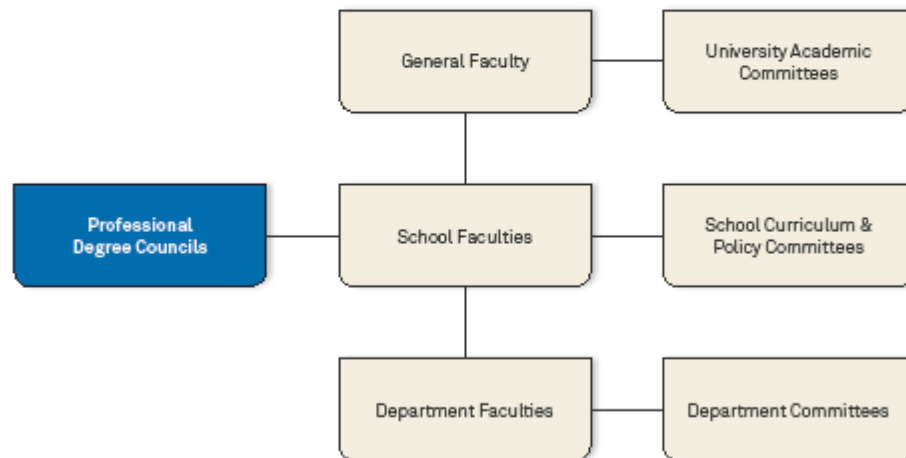 General Faculty
University Academic
Committees
Professional
Degree Councils
School Faculties
School Curriculum &
Policy Committees
Department Faculties
Department Committees